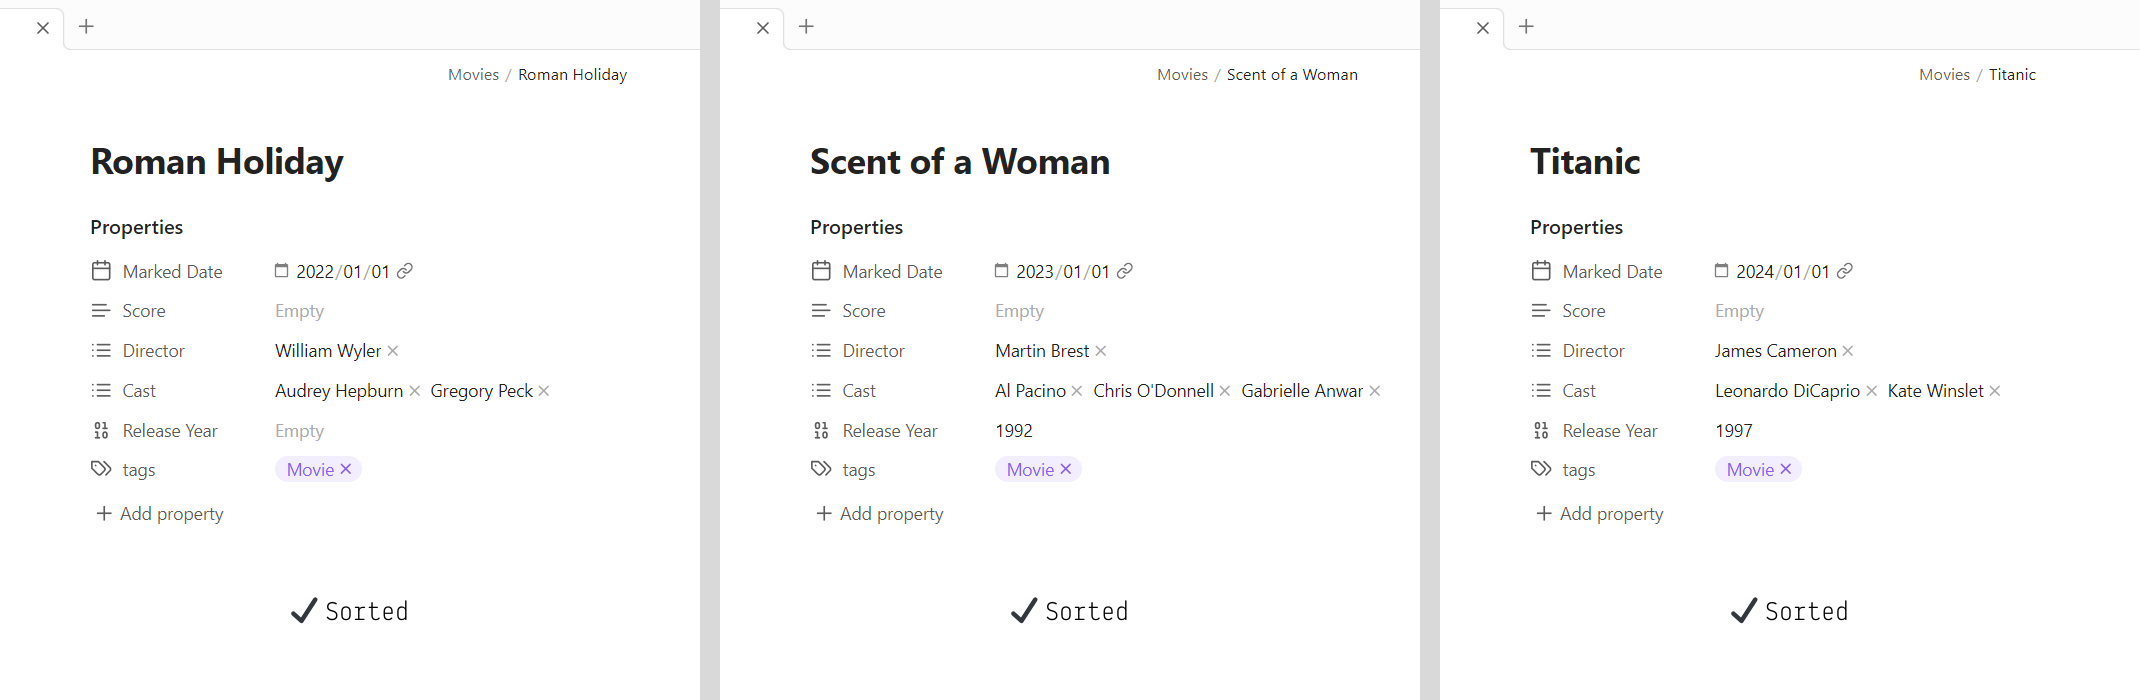 Movies / Roman Holiday
Roman Holiday
Properties
Marked Date 2022/01/01
Score Empty
Director William Wyler
Cast Audrey Hepburn Gregory Peck
Release Year Empty
tags Movie
Add property
Sorted
Movies / Scent of a Woman
Scent of a Woman
Properties
Marked Date 2023/01/01
Score Empty
Director Martin Brest
Cast Al Pacino Chris O'Donnell Gabrielle Anwar
Release Year 1992
tags Movie
Add property
Sorted
Movies / Titanic
Titanic
Properties
Marked Date 2024/01/01
Score Empty
Director James Cameron
Cast Leonardo DiCaprio Kate Winslet
Release Year 1997
tags Movie
Add property
Sorted